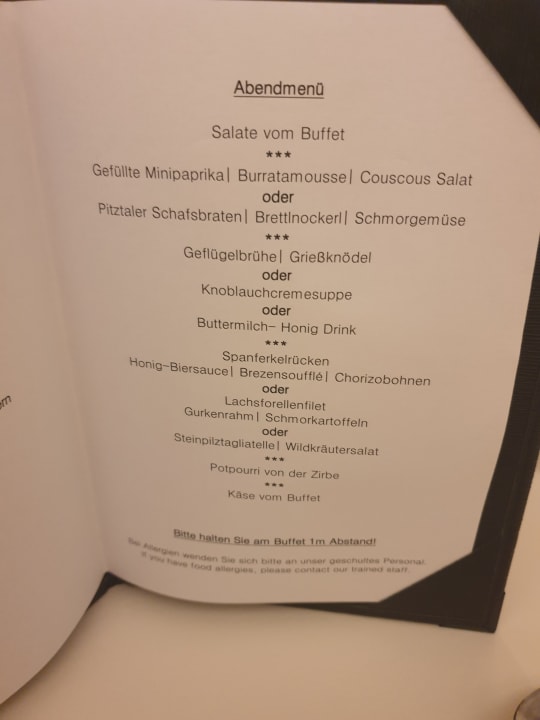 Abendmenü
Salate vom Buffet
***
Gefüllte Minipaprika| Burratamousse| Couscous Salat
oder
Pitztaler Schafsbraten| Brettlnockerl| Schmorgemüse
***
Geflügelbrühe| Grießknödel
oder
Knoblauchcremesuppe
oder
Buttermilch- Honig Drink
***
Spanferkelrücken
Honig-Biersauce| Brezensoufflé| Chorizobohnen
oder
Lachsforellenfilet
Gurkenrahm| Schmorkartoffeln
oder
Steinpilztagliatelle| Wildkräutersalat
***
Potpourri von der Zirbe
***
Käse vom Buffet
Bitte halten Sie am Buffet 1m Abstand!
Bei Allergien wenden Sie sich bitte an unser geschultes Personal.
If you have food allergies, please contact our trained staff.